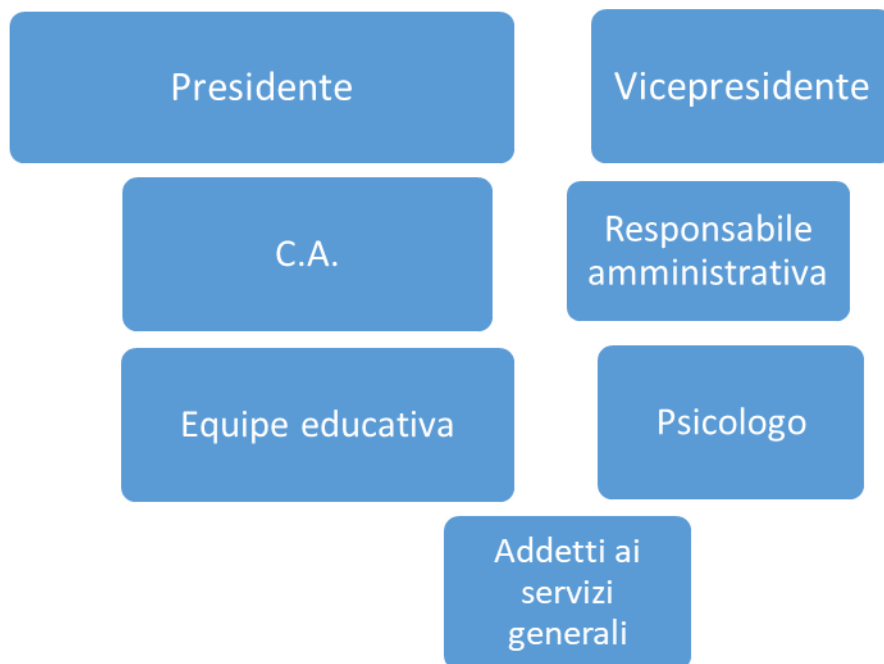 Presidente
Vicepresidente
C.A.
Responsabile
amministrativa
Equipe educativa
Psicologo
Addetti ai
servizi
generali